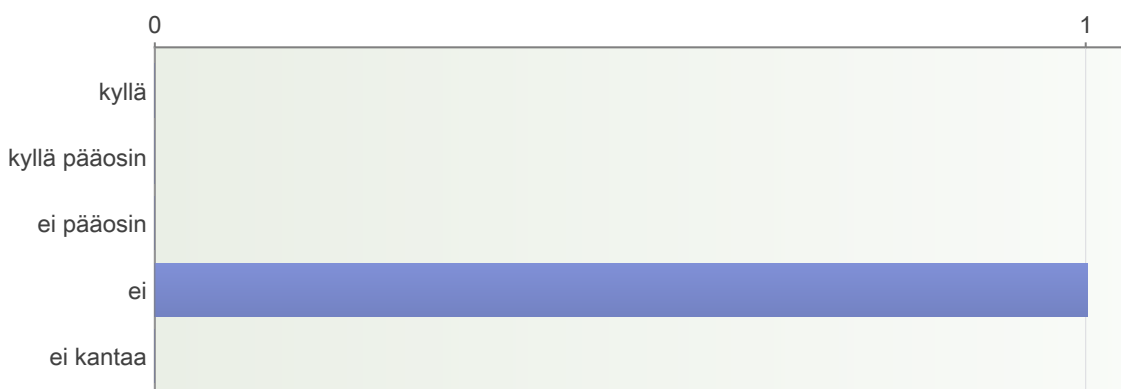 0 1
kyllä
kyllä pääosin
ei pääosin
ei
ei kantaa